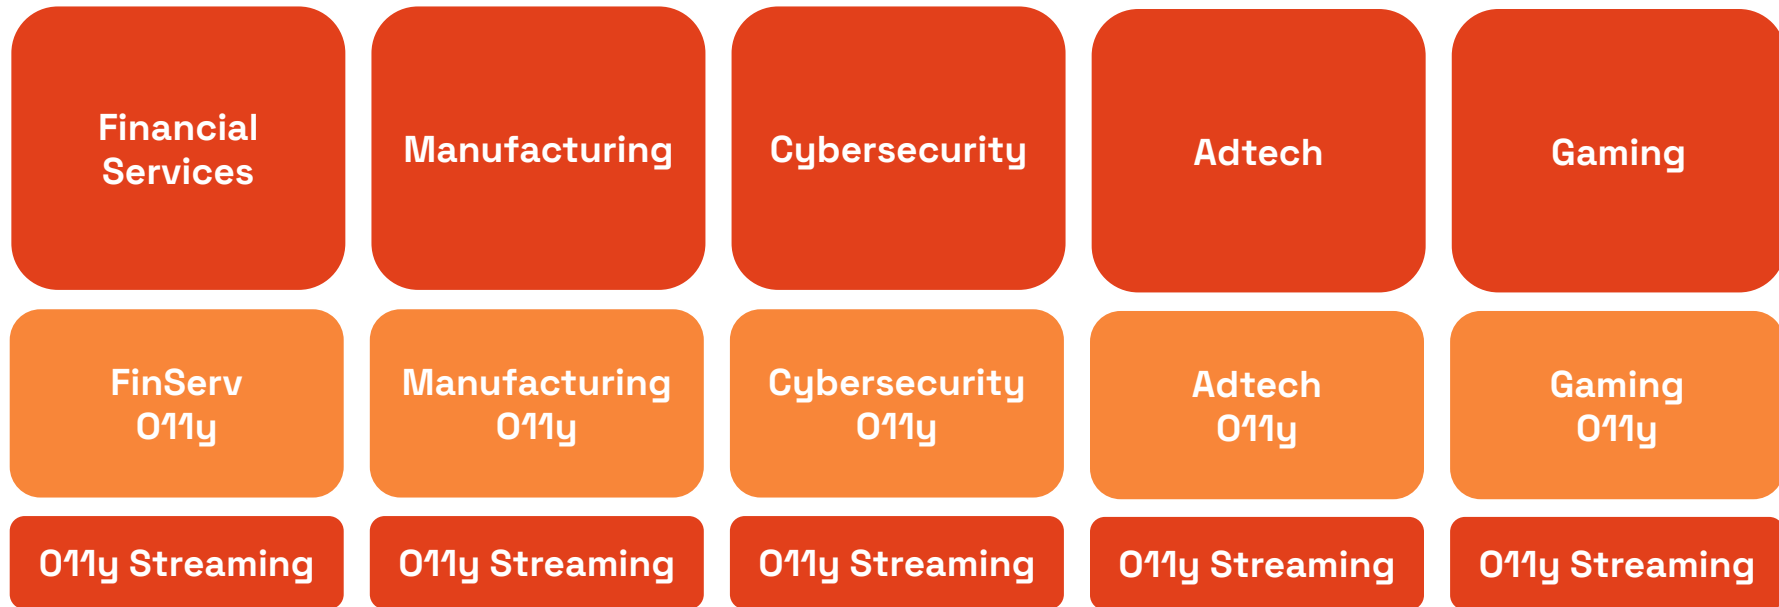 Financial
Services
Manufacturing
Cybersecurity
Adtech
Gaming
FinServ
O11y
Manufacturing
O11y
Cybersecurity
O11y
Adtech
O11y
Gaming
O11y
O11y Streaming
O11y Streaming
O11y Streaming
O11y Streaming
O11y Streaming